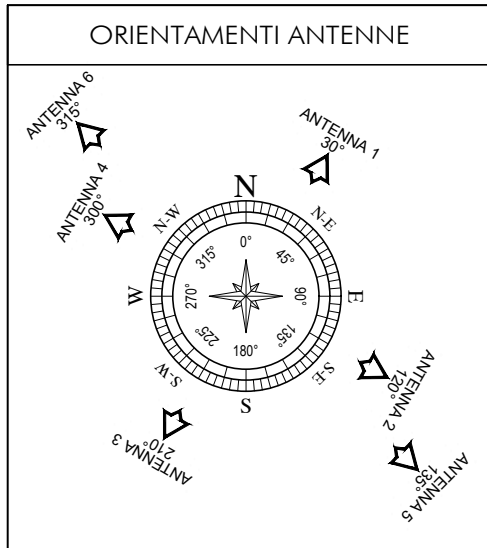 ORIENTAMENTI ANTENNE
ANTENNA 6
315°
ANTENNA 1
30°
ANTENNA 4
300°
N
N-W
N-E
0°
315°
45°
W
270°
90°
E
225°
135°
180°
S-W
S-E
S
ANTENNA 2
120°
ANTENNA 3
210°
ANTENNA 5
135°